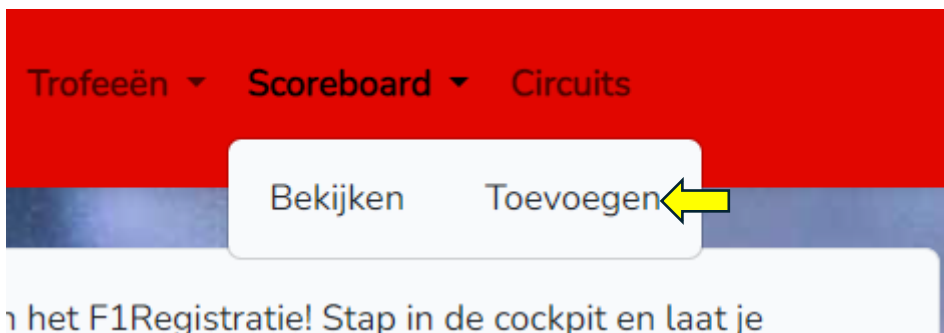 Trofeeën Scoreboard Circuits
Bekijken Toevoegen
n het F1Registratie! Stap in de cockpit en laat je